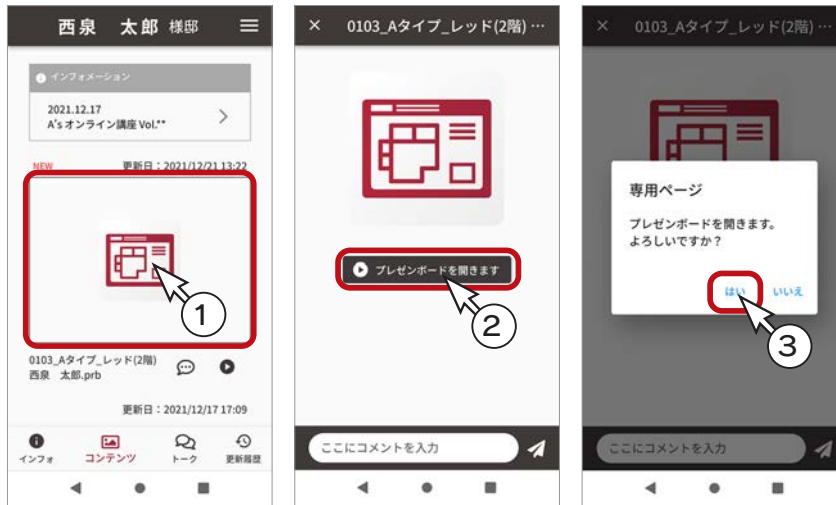 西泉 太郎 様邸
インフォメーション
2021.12.17
A'sオンライン講座 Vol.**
NEW 更新日：2021/12/21 13:22
1
0103_Aタイプ_レッド(2階)
西泉 太郎.prb
更新日：2021/12/17 17:09
インフォ コンテンツ トーク 更新履歴
× 0103_Aタイプ_レッド(2階) …
プレゼンボードを開きます
2
ここにコメントを入力
× 0103_Aタイプ_レッド(2階) …
専用ページ
プレゼンボードを開きます。
よろしいですか？
はい いいえ
3
ここにコメントを入力